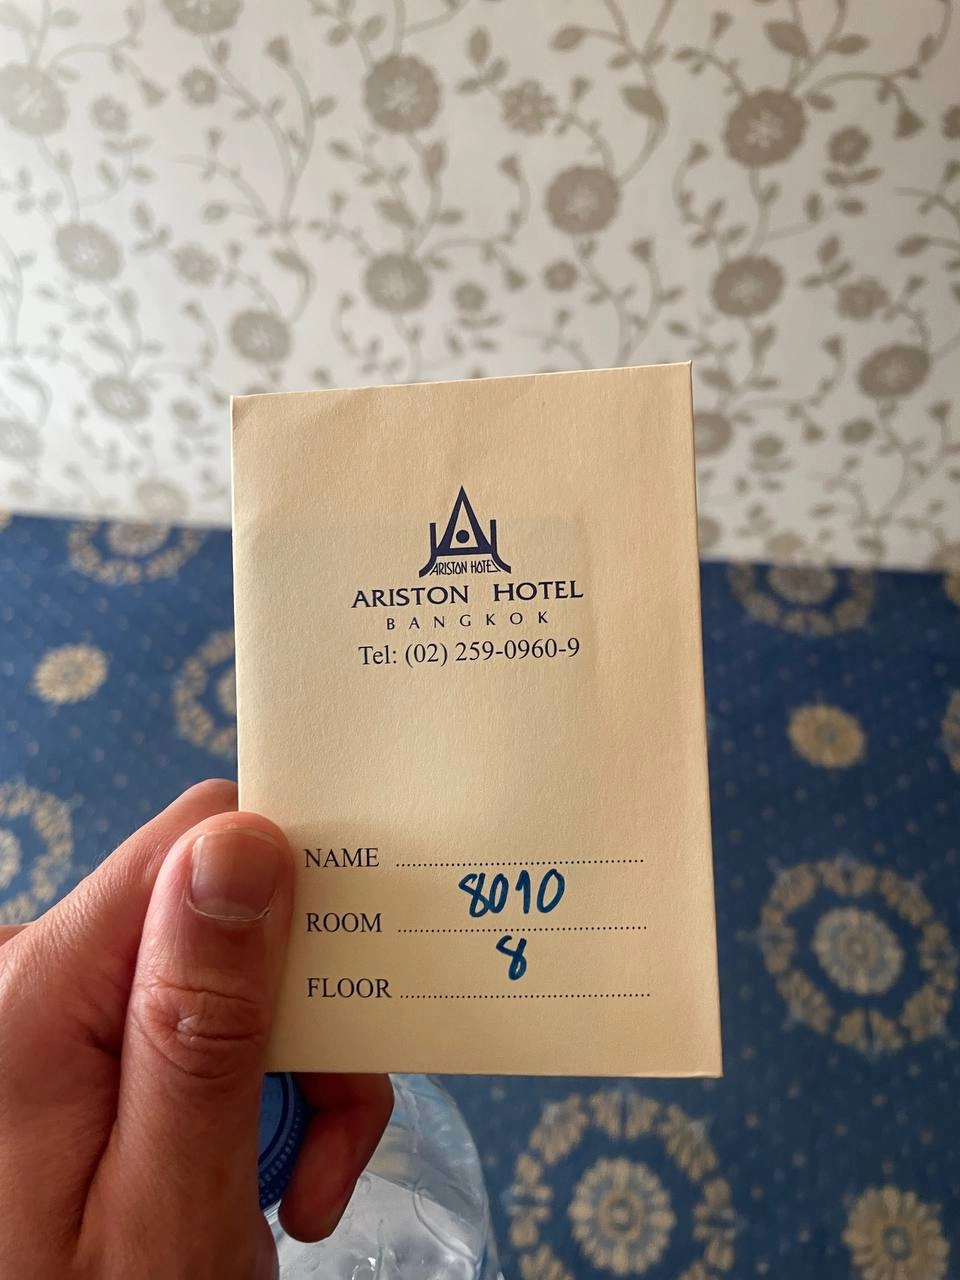 ARISTON HOTEL
ARISTON HOTEL
BANGKOK
Tel: (02) 259-0960-9
NAME ................................................
ROOM 8010 ................................................
FLOOR 8 ................................................